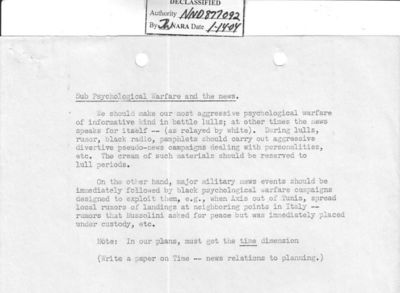 DECLASSIFIED
Authority NND877092
By NARA Date
Sub Psychological Warfare and the news.
We should make our most aggressive psychological warfare
of informative kind in battle lulls; at other times the news
speaks for itself -- (as relayed by white). During lulls,
rumor, black radio, pamphlets should carry out aggressive
divertive pseudo-news campaigns dealing with personalities,
etc. The cream of such materials should be reserved to
lull periods.
On the other hand, major military news events should be
immediately followed by black psychological warfare campaigns
designed to exploit them, e.g., when Axis out of Tunis, spread
local rumors of landings at neighboring points in Italy --
rumors that Mussolini asked for peace but was immediately placed
under custody, etc.
Note: In our plans, must get the time dimension
(Write a paper on Time -- news relations to planning.)